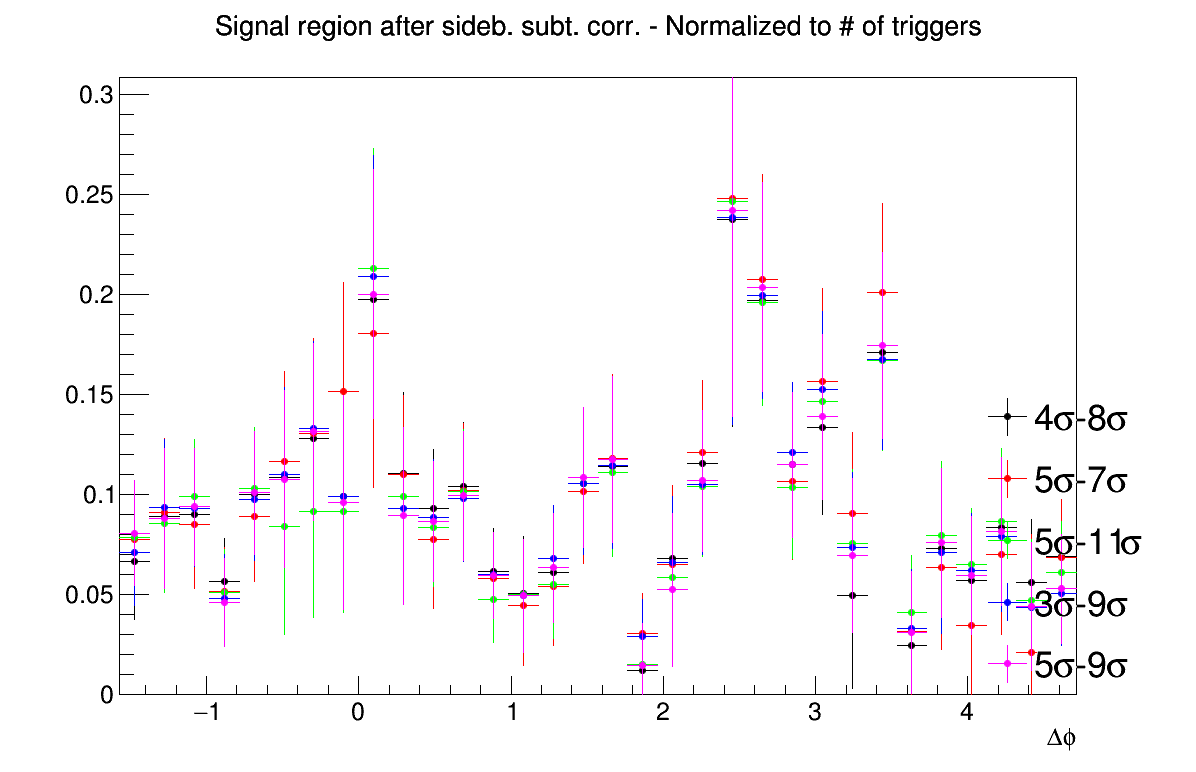 Signal region after sideb. subt. corr. - Normalized to # of triggers
0.3
0.25
0.2
0.15
0.1
0.05
0
4σ-8σ
5σ-7σ
5σ-11σ
3σ-9σ
5σ-9σ
−1 0 1 2 3 4
Δϕ